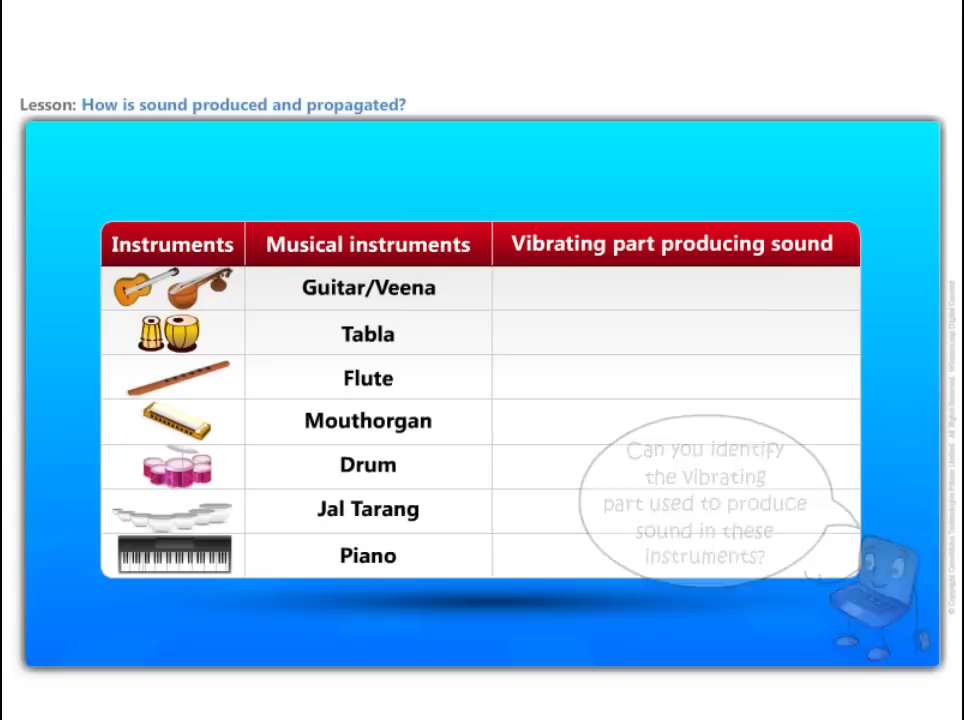 Lesson: How is sound produced and propagated?
Instruments Musical instruments Vibrating part producing sound
Guitar/Veena
Tabla
Flute
Mouthorgan
Drum
Jal Tarang
Piano
Can you identify
the vibrating
part used to produce
sound in these
instruments?